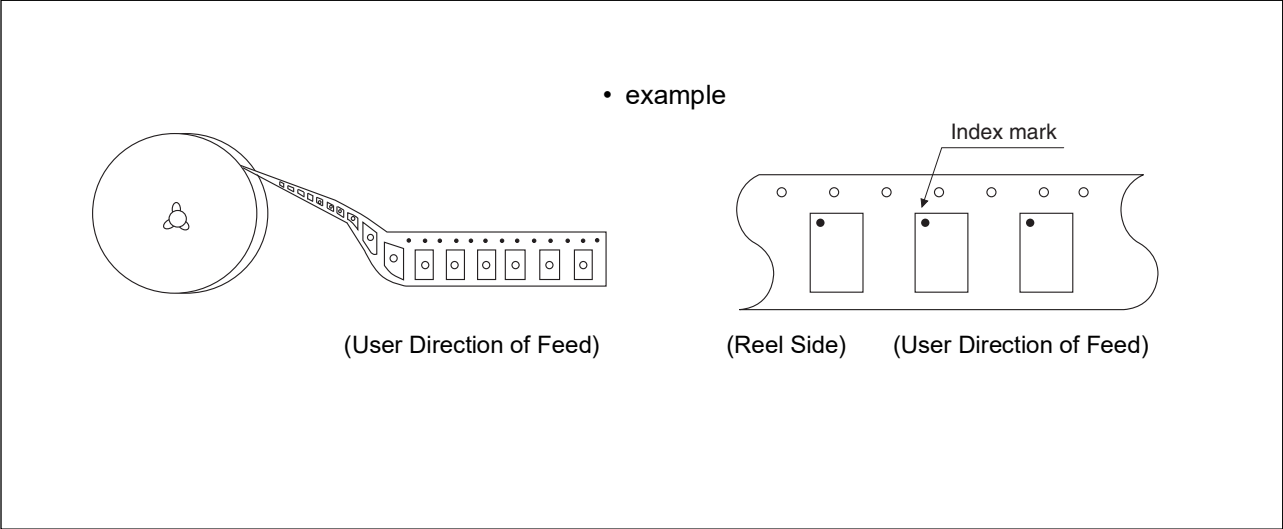 • example
Index mark
(User Direction of Feed)
(Reel Side)
(User Direction of Feed)